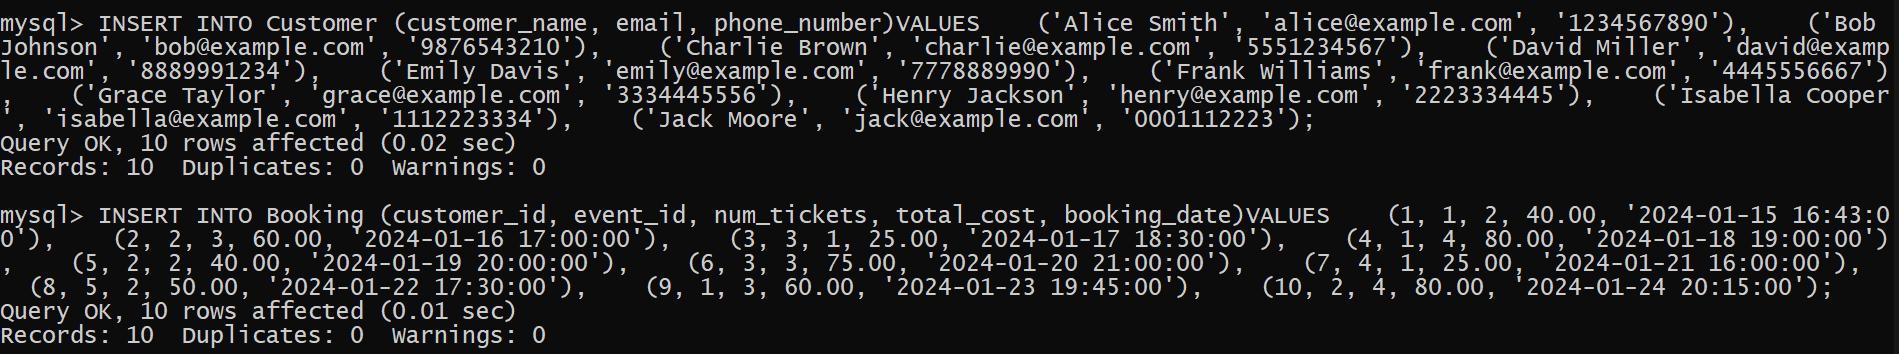 mysql> INSERT INTO Customer (customer_name, email, phone_number)VALUES    ('Alice Smith', 'alice@example.com', '1234567890'),    ('Bob
Johnson', 'bob@example.com', '9876543210'),    ('Charlie Brown', 'charlie@example.com', '5551234567'),    ('David Miller', 'david@examp
le.com', '8889991234'),    ('Emily Davis', 'emily@example.com', '7778889990'),    ('Frank Williams', 'frank@example.com', '4445556667')
,    ('Grace Taylor', 'grace@example.com', '3334445556'),    ('Henry Jackson', 'henry@example.com', '2223334445'),    ('Isabella Cooper
', 'isabella@example.com', '1112223334'),    ('Jack Moore', 'jack@example.com', '0001112223');
Query OK, 10 rows affected (0.02 sec)
Records: 10  Duplicates: 0  Warnings: 0
mysql> INSERT INTO Booking (customer_id, event_id, num_tickets, total_cost, booking_date)VALUES    (1, 1, 2, 40.00, '2024-01-15 16:43:0
0'),    (2, 2, 3, 60.00, '2024-01-16 17:00:00'),    (3, 3, 1, 25.00, '2024-01-17 18:30:00'),    (4, 1, 4, 80.00, '2024-01-18 19:00:00')
,    (5, 2, 2, 40.00, '2024-01-19 20:00:00'),    (6, 3, 3, 75.00, '2024-01-20 21:00:00'),    (7, 4, 1, 25.00, '2024-01-21 16:00:00'),
  (8, 5, 2, 50.00, '2024-01-22 17:30:00'),    (9, 1, 3, 60.00, '2024-01-23 19:45:00'),    (10, 2, 4, 80.00, '2024-01-24 20:15:00');
Query OK, 10 rows affected (0.01 sec)
Records: 10  Duplicates: 0  Warnings: 0